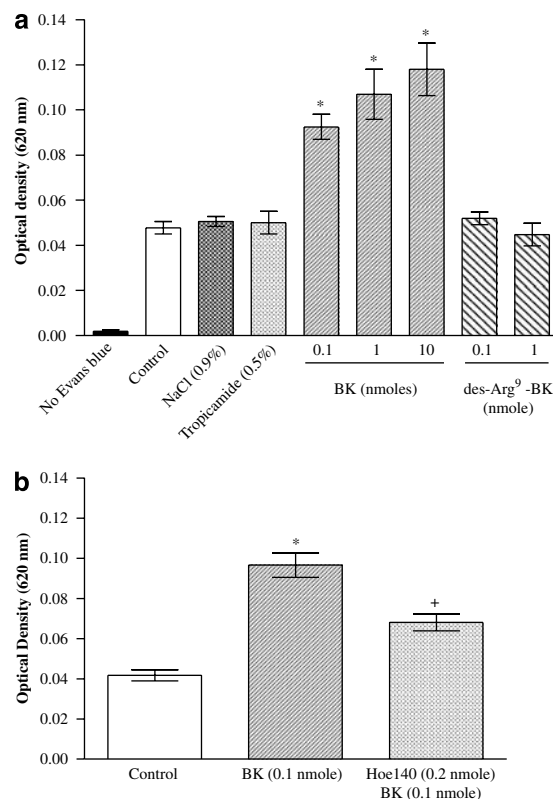 a
0.14
*
*
0.12
*
0.10
0.08
0.06
0.04
0.02
0.00
Optical density (620 nm)
No Evans blue
Control
NaCl (0.9%)
Tropicamide (0.5%)
0.1 1 10
BK (nmoles)
0.1 1
des-Arg⁹ -BK
(nmole)
b
0.14
0.12
*
0.10
0.08
+
0.06
0.04
0.02
0.00
Optical Density (620 nm)
Control
BK (0.1 nmole)
Hoe140 (0.2 nmole)
BK (0.1 nmole)